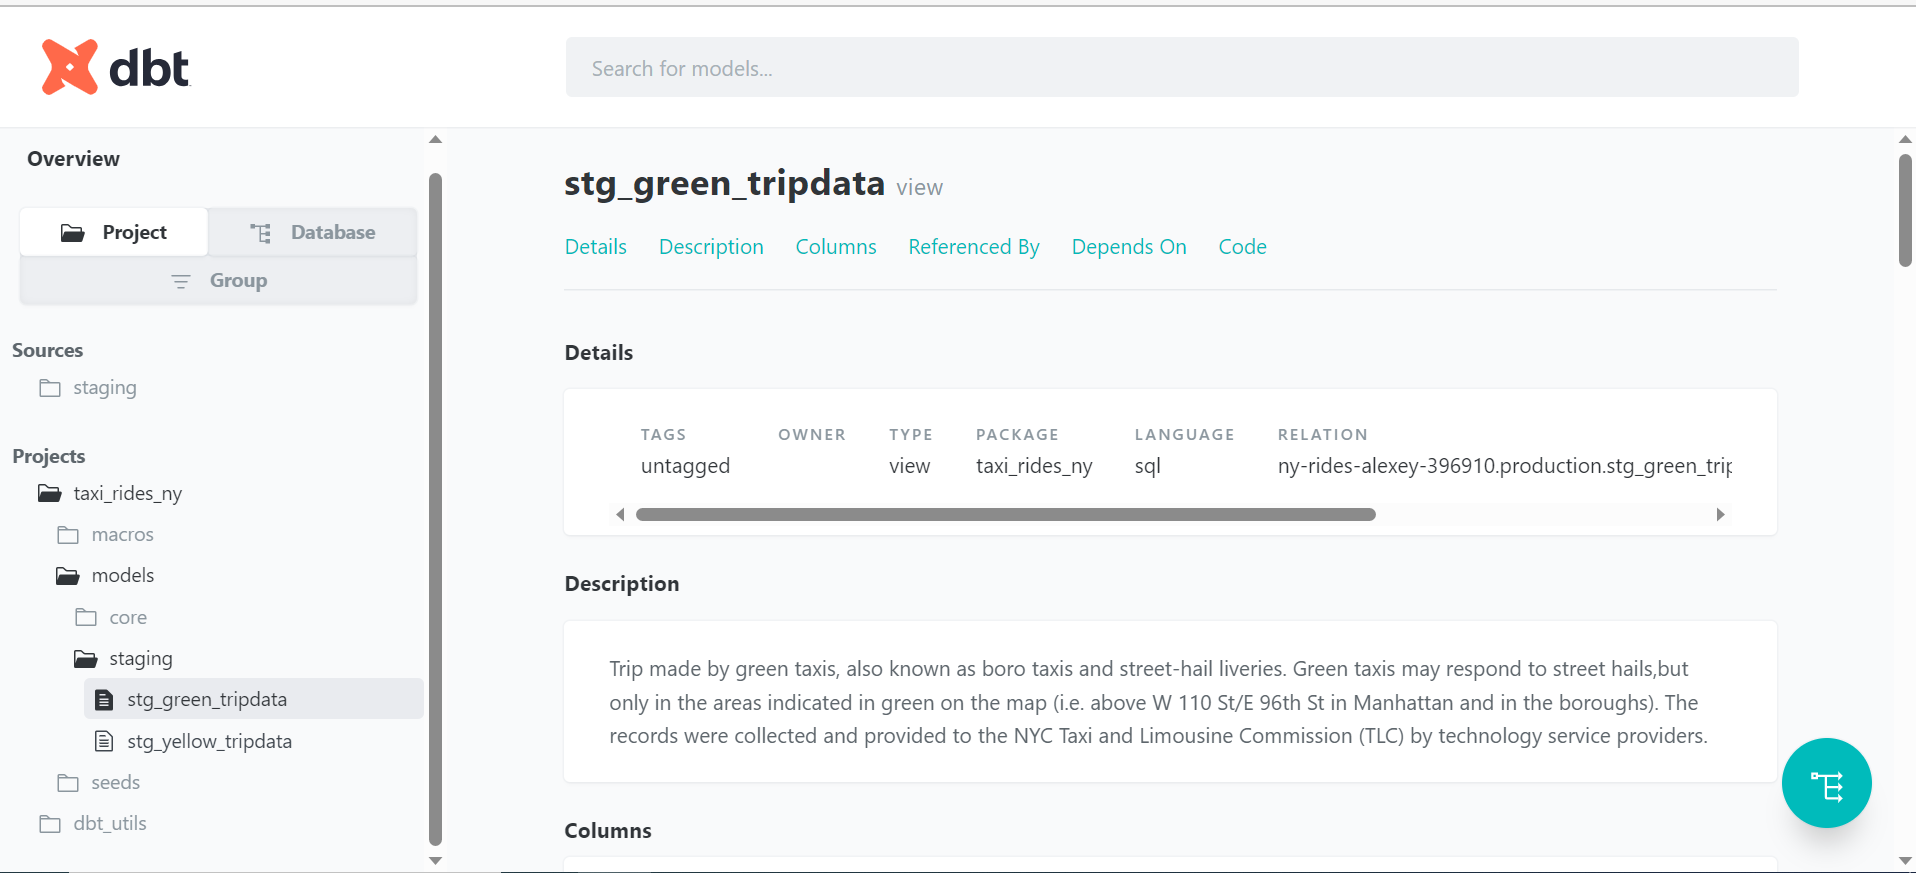 dbt
Search for models...
Overview
Project
Database
Group
Sources
staging
Projects
taxi_rides_ny
macros
models
core
staging
stg_green_tripdata
stg_yellow_tripdata
seeds
dbt_utils
stg_green_tripdata view
Details Description Columns Referenced By Depends On Code
Details
TAGS OWNER TYPE PACKAGE LANGUAGE RELATION
untagged view taxi_rides_ny sql ny-rides-alexey-396910.production.stg_green_trip
Description
Trip made by green taxis, also known as boro taxis and street-hail liveries. Green taxis may respond to street hails,but
only in the areas indicated in green on the map (i.e. above W 110 St/E 96th St in Manhattan and in the boroughs). The
records were collected and provided to the NYC Taxi and Limousine Commission (TLC) by technology service providers.
Columns